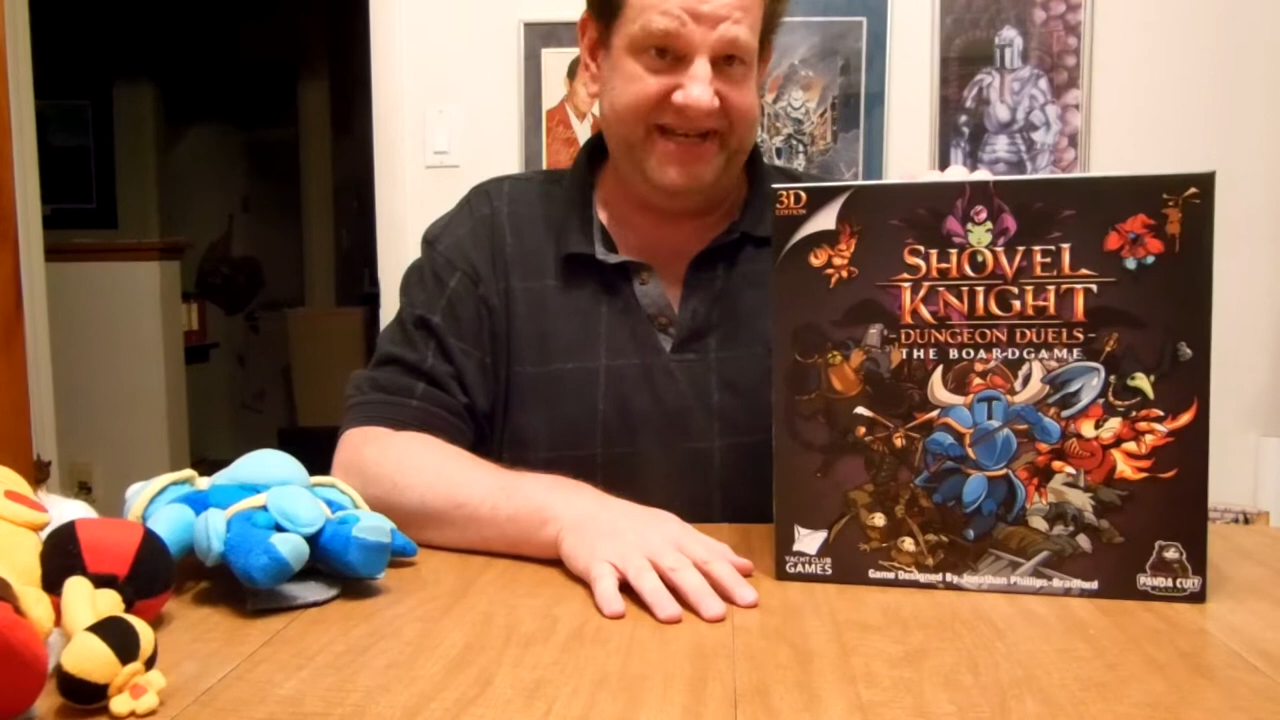 3D
EDITION
SHOVEL
KNIGHT
-DUNGEON DUELS-
THE BOARDGAME
YACHT CLUB
GAMES
Game Designed By Jonathan Phillips-Bradford
PANDA CULT
GAMES